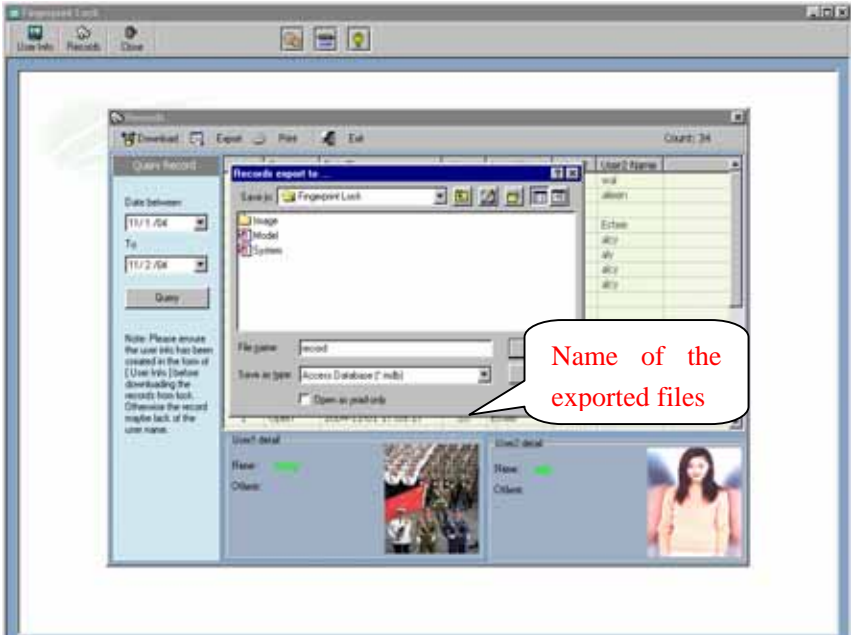 Fingerprint Lock
User Info Records Close
Records
Download Export Print Exit Count: 34
Query Record
User2 Name
Records export to ...
Save in: Fingerprint Lock
wal
aileen
Date between
Image
11/1 /04
Model
Echee
To
System
alcy
aly
11/2 /04
alcy
alcy
Query
Note: Please ensure
the user info has been
created in the form of
[User Info ] before
downloading the
records from lock.
Otherwise the record
maybe lack of the
user name.
File name: record
Save as type: Access Database (*.mdb)
Open as read-only
Name of the
exported files
User1 detail
User2 detail
Name:
Name:
Others:
Others: